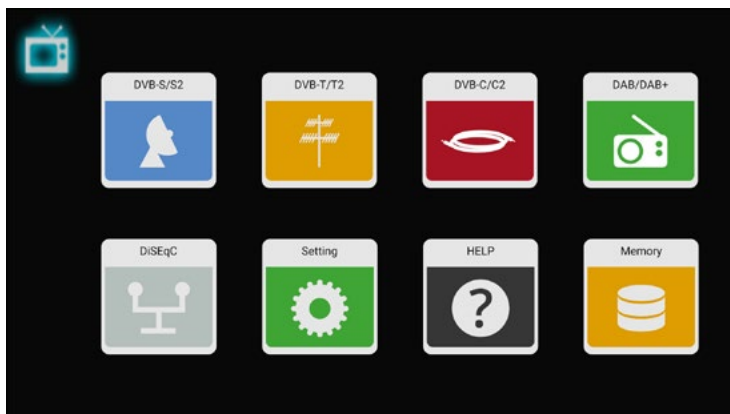 DVB-S/S2
DVB-T/T2
DVB-C/C2
DAB/DAB+
DiSEqC
Setting
HELP
Memory